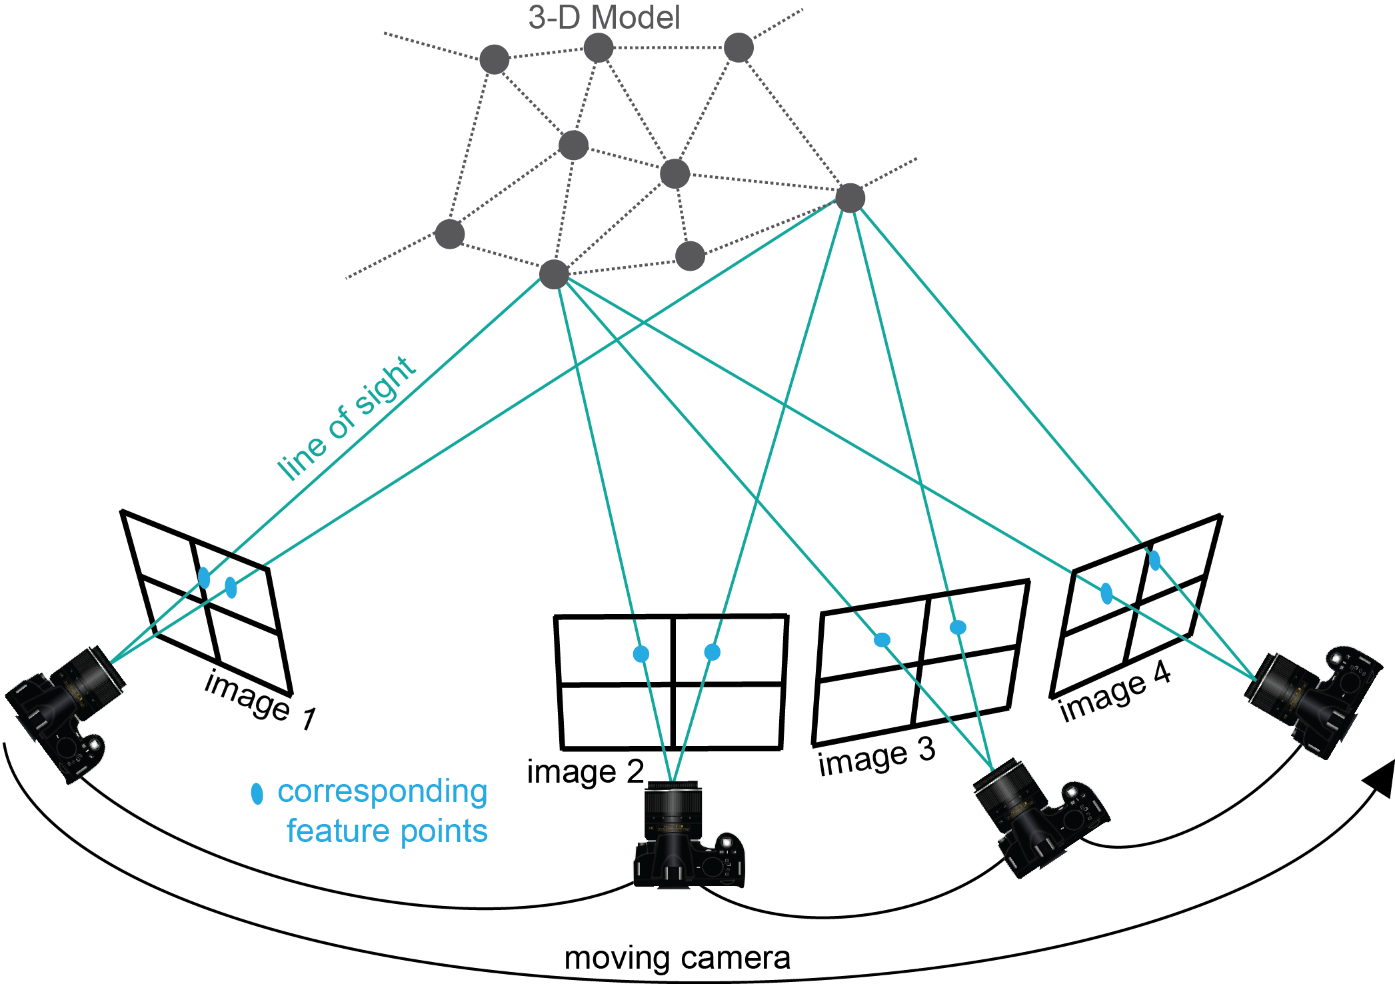 3-D Model
line of sight
image 1
image 2
image 3
image 4
corresponding
feature points
moving camera